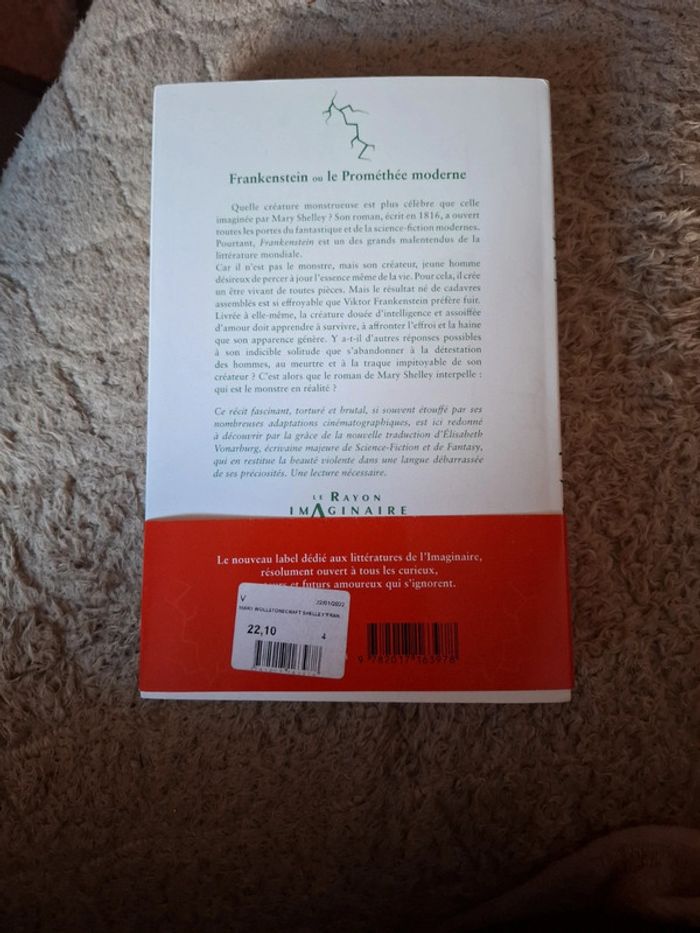 Frankenstein ou le Prométhée moderne
Quelle créature monstrueuse est plus célèbre que celle
imaginée par Mary Shelley ? Son roman, écrit en 1816, a ouvert
toutes les portes du fantastique et de la science-fiction modernes.
Pourtant, Frankenstein est un des grands malentendus de la
littérature mondiale.
Car il n'est pas le monstre, mais son créateur, jeune homme
désireux de percer à jour l'essence même de la vie. Pour cela, il crée
un être vivant de toutes pièces. Mais le résultat né de cadavres
assemblés est si effroyable que Viktor Frankenstein préfère fuir.
Livrée à elle-même, la créature douée d'intelligence et assoiffée
d'amour doit apprendre à survivre, à affronter l'effroi et la haine
que son apparence génère. Y a-t-il d'autres réponses possibles
à son indicible solitude que s'abandonner à la détestation
des hommes, au meurtre et à la traque impitoyable de son
créateur ? C'est alors que le roman de Mary Shelley interpelle :
qui est le monstre en réalité ?
Ce récit fascinant, torturé et brutal, si souvent étouffé par ses
nombreuses adaptations cinématographiques, est ici redonné
à découvrir par la grâce de la nouvelle traduction d'Élisabeth
Vonarburg, écrivaine majeure de Science-Fiction et de Fantasy,
qui en restitue la beauté violente dans une langue débarrassée
de ses préciosités. Une lecture nécessaire.
LE RAYON
IMAGINAIRE
Le nouveau label dédié aux littératures de l'Imaginaire,
résolument ouvert à tous les curieux,
et futurs amoureux qui s'ignorent.
V 22/01/2022
MARY WOLLSTONECRAFT SHELLEY FRAN
22,10
4
9 782017 163978